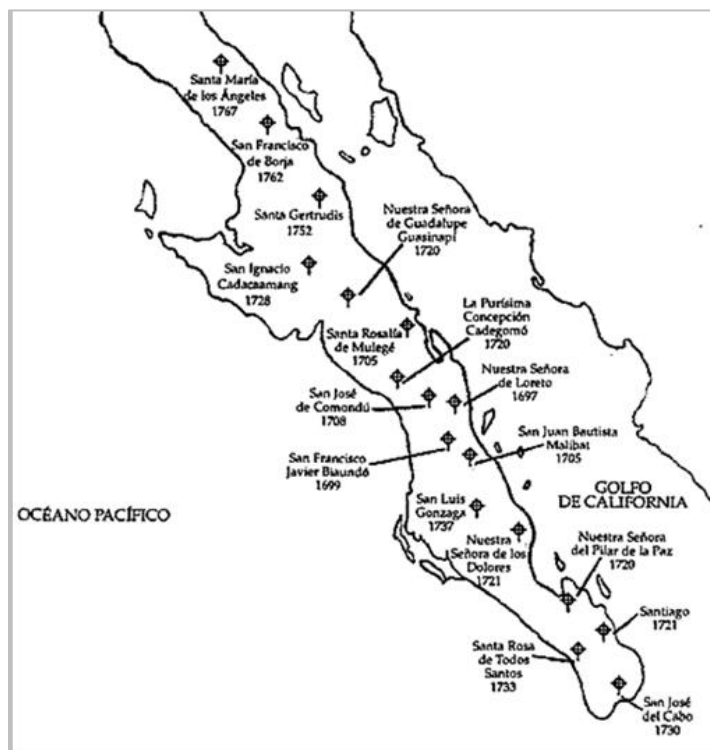 Santa María
de los Ángeles
1767
San Francisco
de Borja
1762
Santa Gertrudis
1752
Nuestra Señora
de Guadalupe
Guasinapí
1720
San Ignacio
Cadacaamang
1728
La Purísima
Concepción
Cadegomó
1720
Santa Rosalía
de Mulegé
1705
Nuestra Señora
de Loreto
1697
San José
de Comondú
1708
San Juan Bautista
Malibat
1705
San Francisco
Javier Biaundó
1699
GOLFO
DE CALIFORNIA
San Luis
Gonzaga
1737
OCÉANO PACÍFICO
Nuestra
Señora de los
Dolores
1721
Nuestra Señora
del Pilar de la Paz
1720
Santiago
1721
Santa Rosa
de Todos
Santos
1733
San José
del Cabo
1730